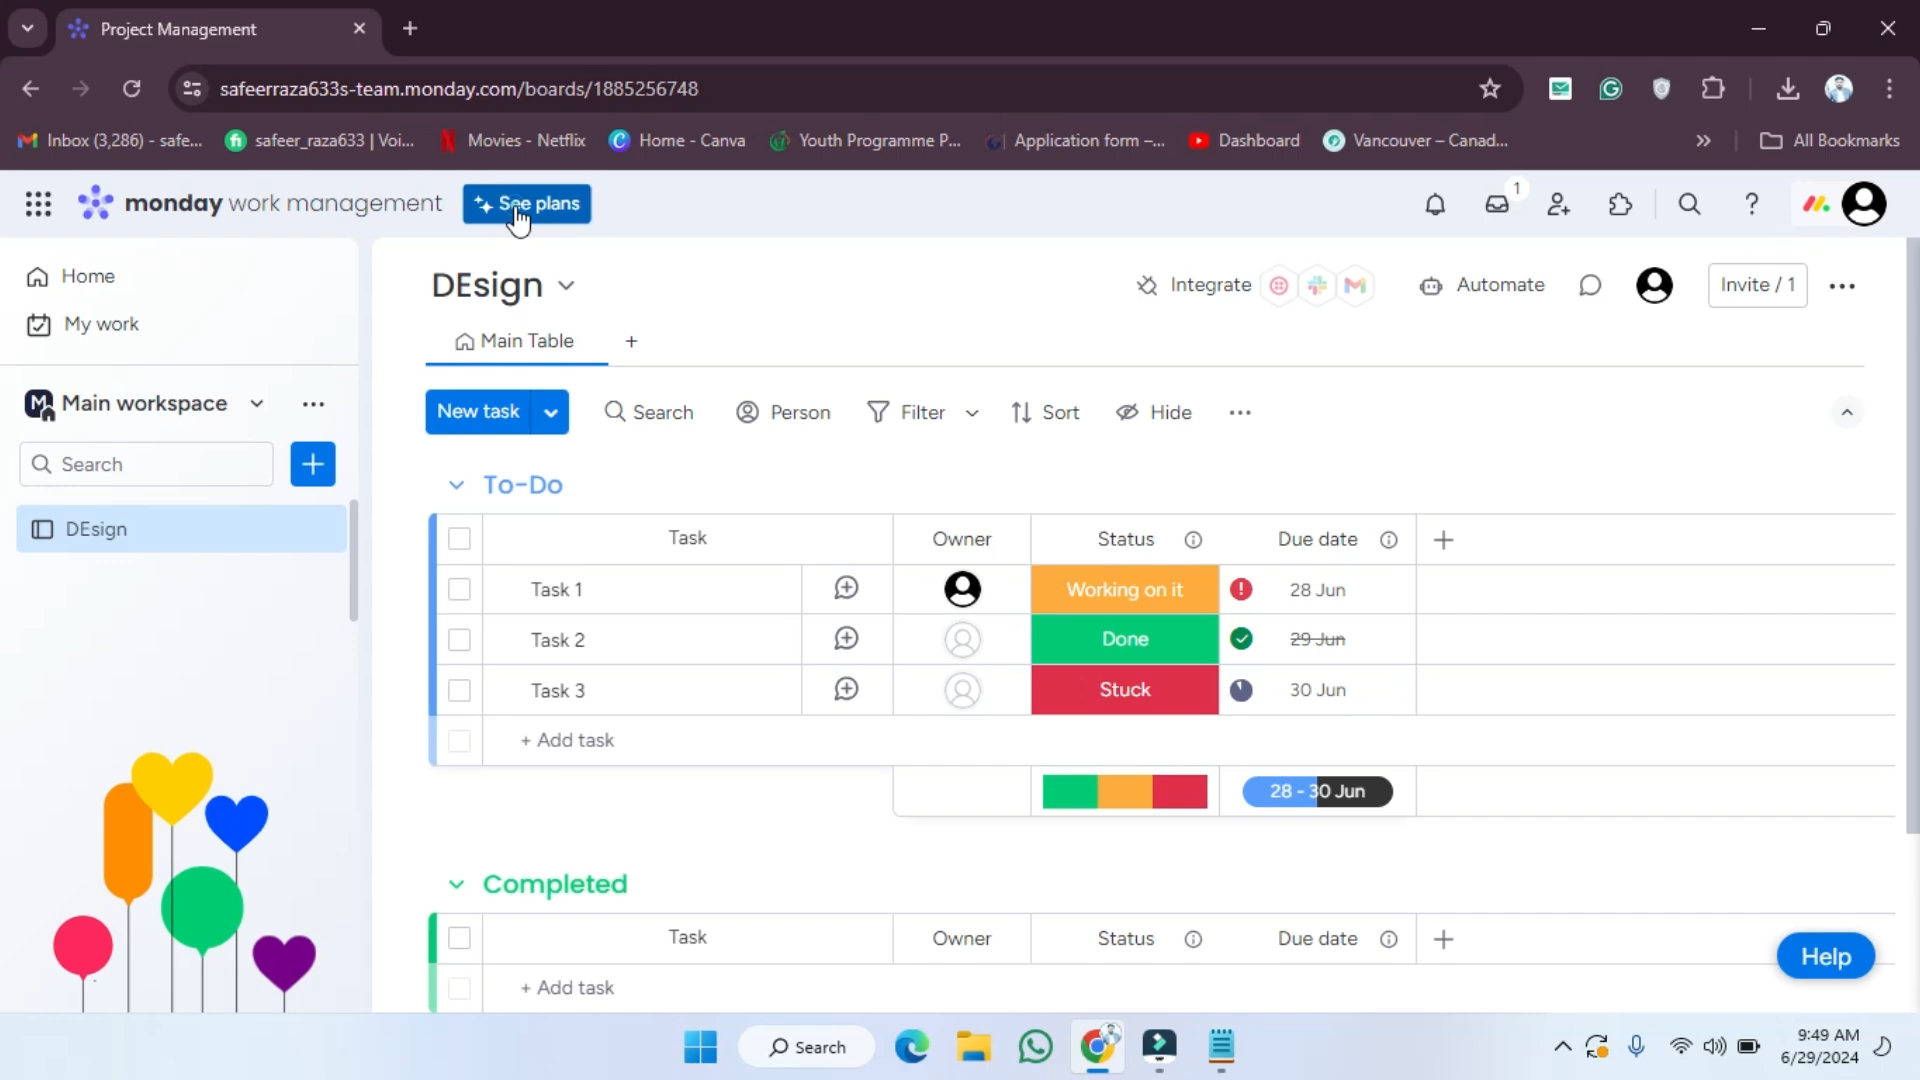 Project Management
safeerraza633s-team.monday.com/boards/1885256748
Inbox (3,286) - safe...
safeer_raza633 | Voi...
Movies - Netflix
Home - Canva
Youth Programme P...
Application form –...
Dashboard
Vancouver – Canad...
All Bookmarks
monday work management
See plans
1
Home
My work
M Main workspace
Search
DEsign
DEsign
Integrate
Automate
Invite / 1
Main Table
New task
Search
Person
Filter
Sort
Hide
To-Do
Task Owner Status Due date
Task 1 Working on it 28 Jun
Task 2 Done 29 Jun
Task 3 Stuck 30 Jun
+ Add task
28 - 30 Jun
Completed
Task Owner Status Due date
+ Add task
Help
Search
9:49 AM
6/29/2024